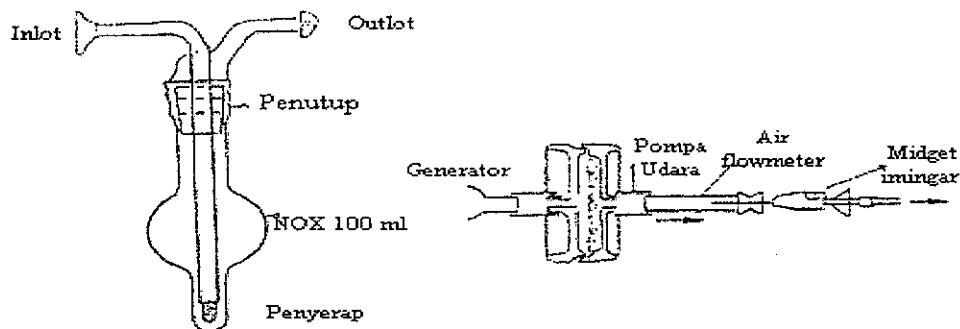 Inlot
Outlot
Penutup
NOX 100 ml
Penyerap
Generator
Pompa
Udara
Air
flowmeter
Midget
imingar